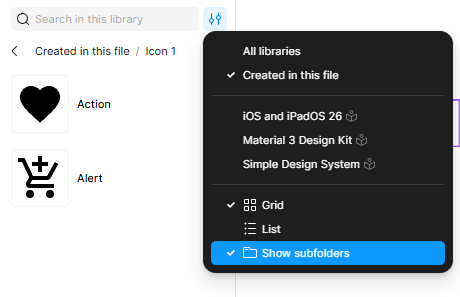 Search in this library
Created in this file / Icon 1
Action
Alert
All libraries
Created in this file
iOS and iPadOS 26
Material 3 Design Kit
Simple Design System
Grid
List
Show subfolders